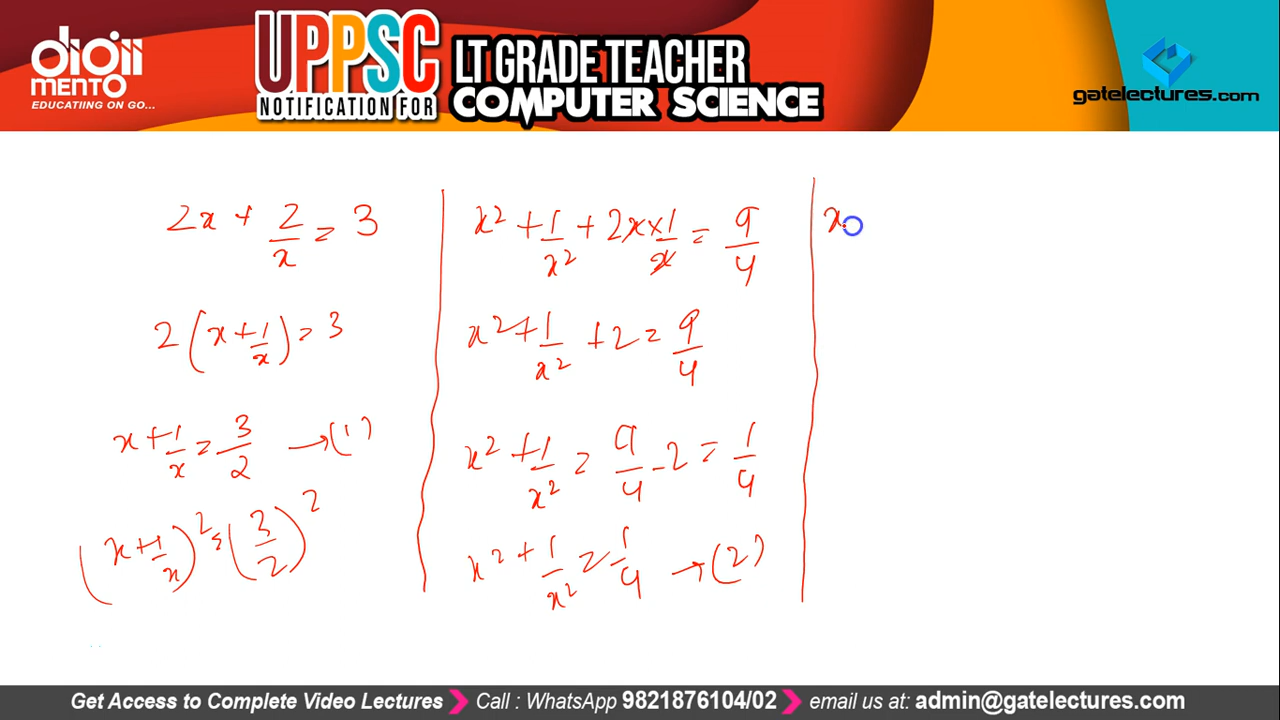 digii
MENTO
EDUCATIING ON GO...
UPPSC
NOTIFICATION FOR
LT GRADE TEACHER
COMPUTER SCIENCE
gatelectures.com
2x + 2/x = 3
2(x + 1/x) = 3
x + 1/x = 3/2 → (1)
(x + 1/x)² = (3/2)²
x² + 1/x² + 2x × 1/x = 9/4
x² + 1/x² + 2 = 9/4
x² + 1/x² = 9/4 - 2 = 1/4
x² + 1/x² = 1/4 → (2)
x
Get Access to Complete Video Lectures Call : WhatsApp 9821876104/02 email us at: admin@gatelectures.com